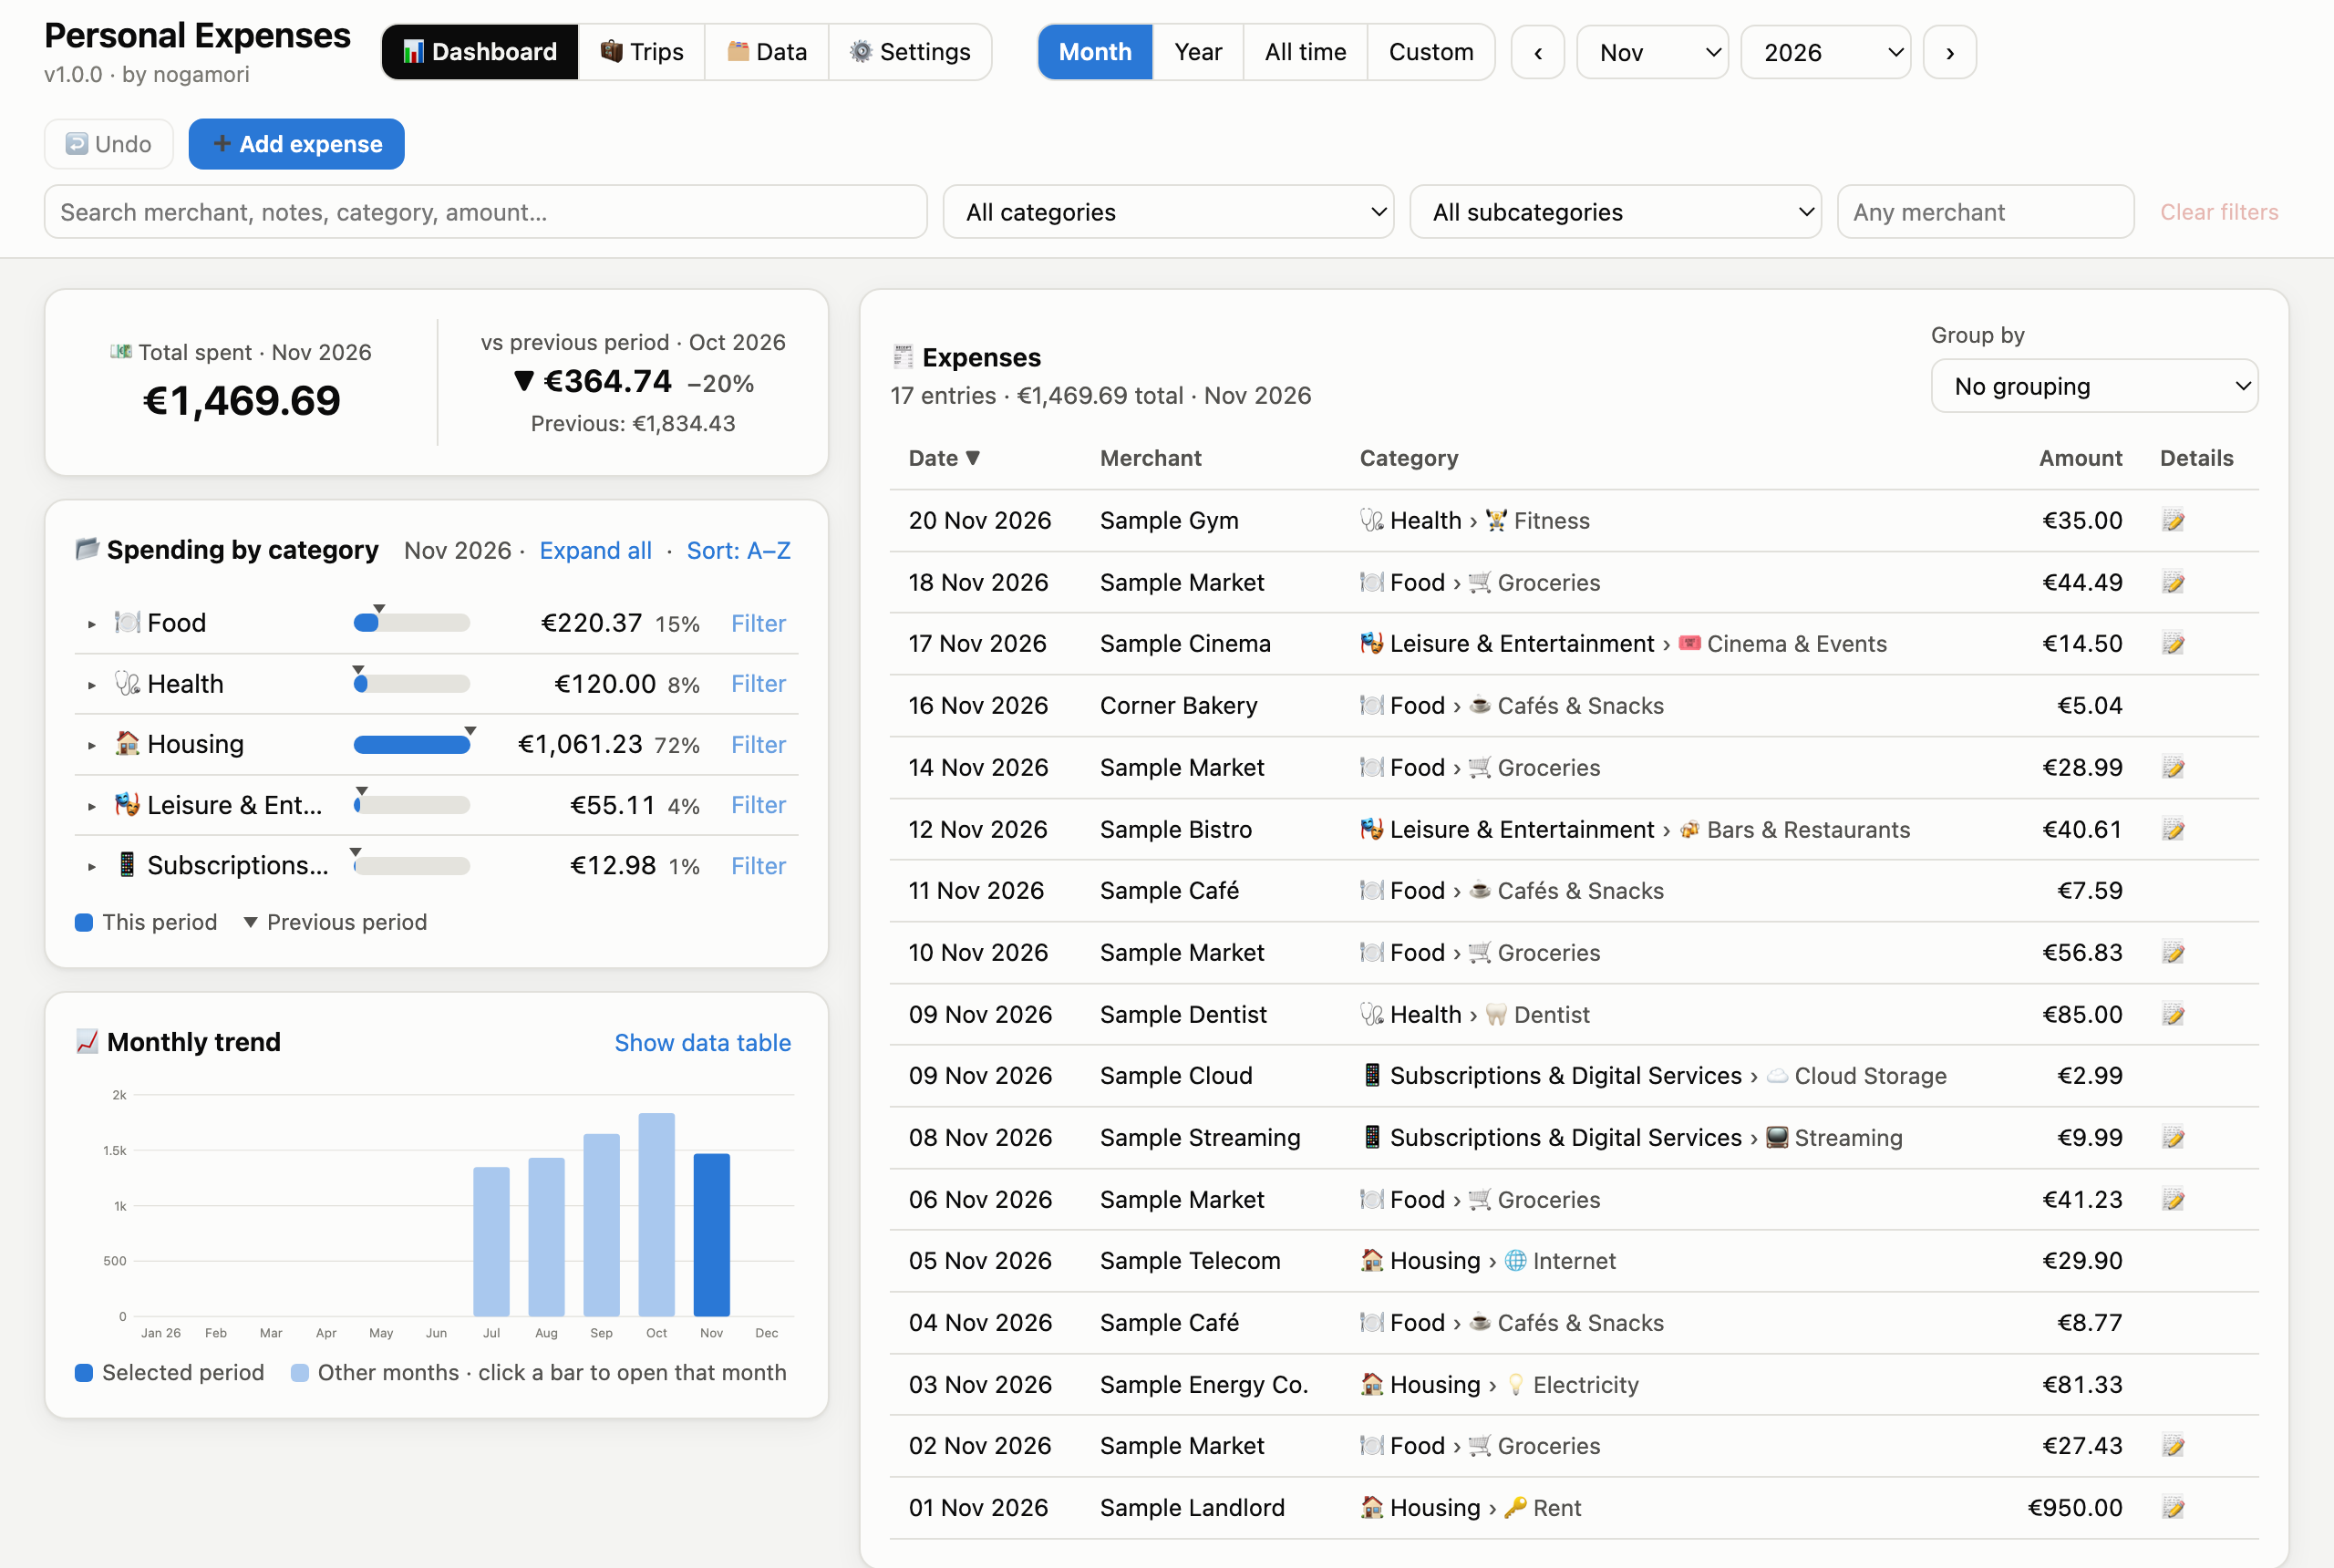 Personal Expenses
v1.0.0 · by nogamori
Dashboard Trips Data Settings
Month Year All time Custom ‹ Nov 2026 ›
Undo Add expense
Search merchant, notes, category, amount... All categories All subcategories Any merchant Clear filters
Total spent · Nov 2026
€1,469.69
vs previous period · Oct 2026
▼ €364.74 −20%
Previous: €1,834.43
Spending by category Nov 2026 · Expand all · Sort: A–Z
▸ Food €220.37 15% Filter
▸ Health €120.00 8% Filter
▸ Housing €1,061.23 72% Filter
▸ Leisure & Ent... €55.11 4% Filter
▸ Subscriptions... €12.98 1% Filter
This period ▼ Previous period
Monthly trend Show data table
2k
1.5k
1k
500
0
Jan 26 Feb Mar Apr May Jun Jul Aug Sep Oct Nov Dec
Selected period Other months · click a bar to open that month
Expenses
17 entries · €1,469.69 total · Nov 2026
Group by
No grouping
Date ▼ Merchant Category Amount Details
20 Nov 2026 Sample Gym Health › Fitness €35.00
18 Nov 2026 Sample Market Food › Groceries €44.49
17 Nov 2026 Sample Cinema Leisure & Entertainment › Cinema & Events €14.50
16 Nov 2026 Corner Bakery Food › Cafés & Snacks €5.04
14 Nov 2026 Sample Market Food › Groceries €28.99
12 Nov 2026 Sample Bistro Leisure & Entertainment › Bars & Restaurants €40.61
11 Nov 2026 Sample Café Food › Cafés & Snacks €7.59
10 Nov 2026 Sample Market Food › Groceries €56.83
09 Nov 2026 Sample Dentist Health › Dentist €85.00
09 Nov 2026 Sample Cloud Subscriptions & Digital Services › Cloud Storage €2.99
08 Nov 2026 Sample Streaming Subscriptions & Digital Services › Streaming €9.99
06 Nov 2026 Sample Market Food › Groceries €41.23
05 Nov 2026 Sample Telecom Housing › Internet €29.90
04 Nov 2026 Sample Café Food › Cafés & Snacks €8.77
03 Nov 2026 Sample Energy Co. Housing › Electricity €81.33
02 Nov 2026 Sample Market Food › Groceries €27.43
01 Nov 2026 Sample Landlord Housing › Rent €950.00